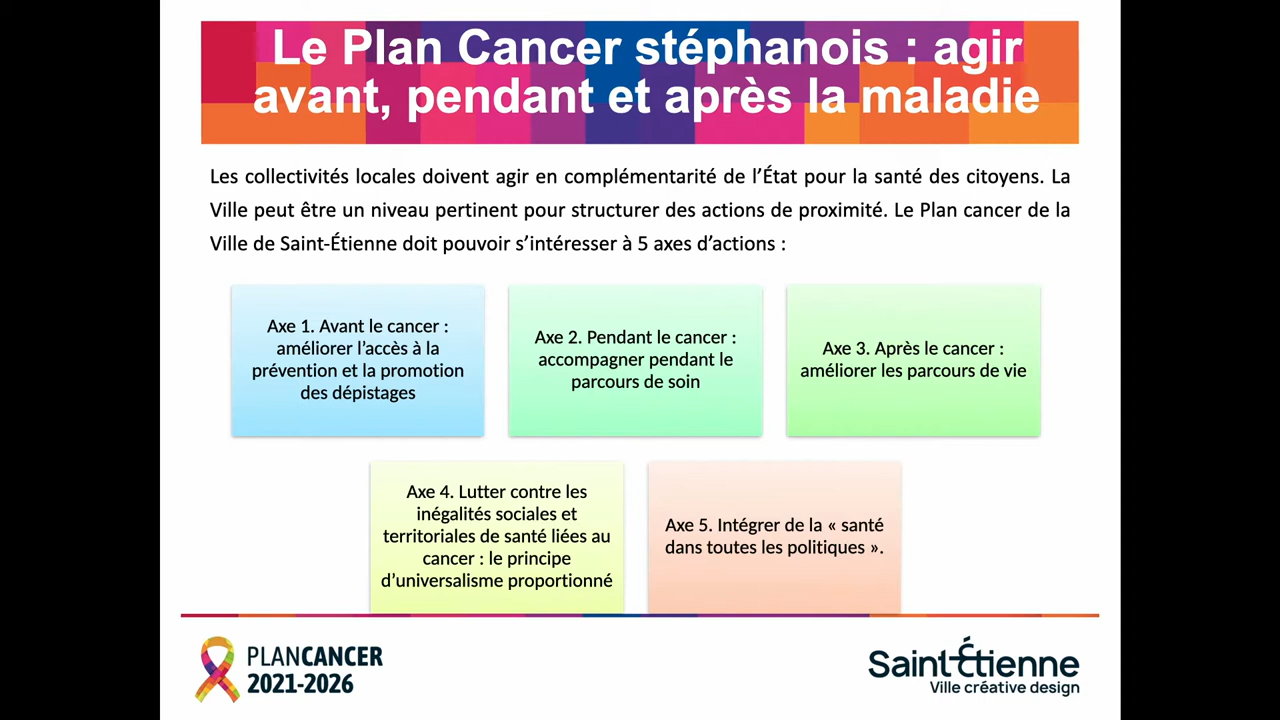 Le Plan Cancer stéphanois : agir
avant, pendant et après la maladie
Les collectivités locales doivent agir en complémentarité de l’État pour la santé des citoyens. La
Ville peut être un niveau pertinent pour structurer des actions de proximité. Le Plan cancer de la
Ville de Saint-Étienne doit pouvoir s’intéresser à 5 axes d’actions :
Axe 1. Avant le cancer :
améliorer l’accès à la
prévention et la promotion
des dépistages
Axe 2. Pendant le cancer :
accompagner pendant le
parcours de soin
Axe 3. Après le cancer :
améliorer les parcours de vie
Axe 4. Lutter contre les
inégalités sociales et
territoriales de santé liées au
cancer : le principe
d’universalisme proportionné
Axe 5. Intégrer de la « santé
dans toutes les politiques ».
PLANCANCER
2021-2026
Saint-Étienne
Ville créative design